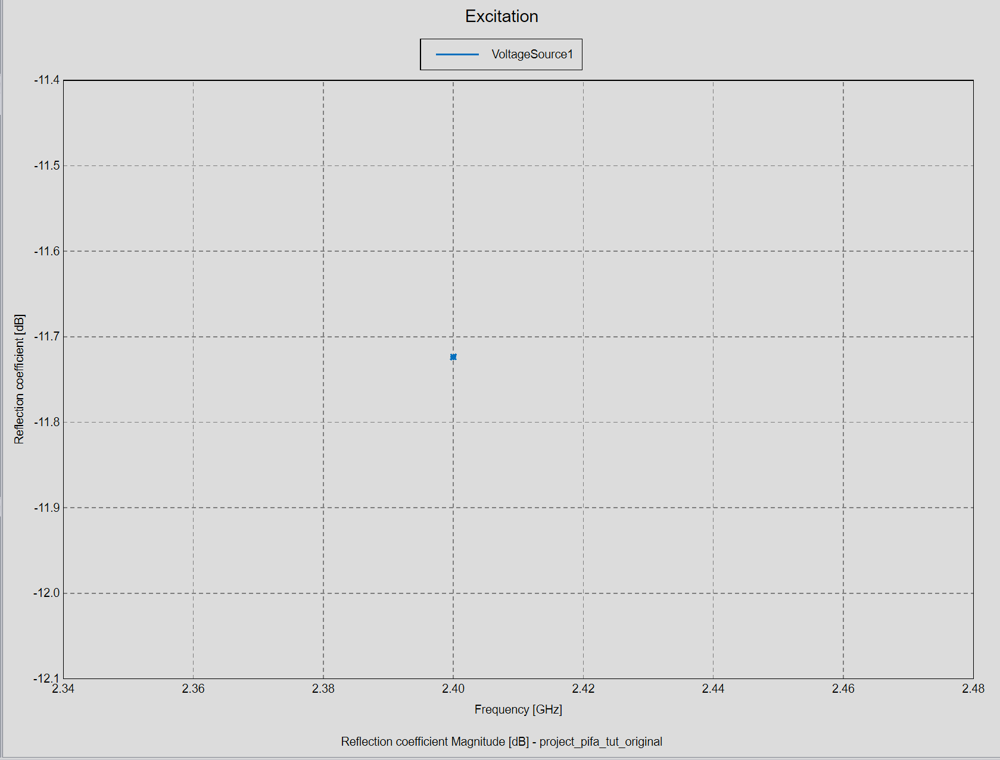 Excitation
VoltageSource1
-11.4
-11.5
-11.6
-11.7
-11.8
-11.9
-12.0
-12.1
Reflection coefficient [dB]
2.34 2.36 2.38 2.40 2.42 2.44 2.46 2.48
Frequency [GHz]
Reflection coefficient Magnitude [dB] - project_pifa_tut_original